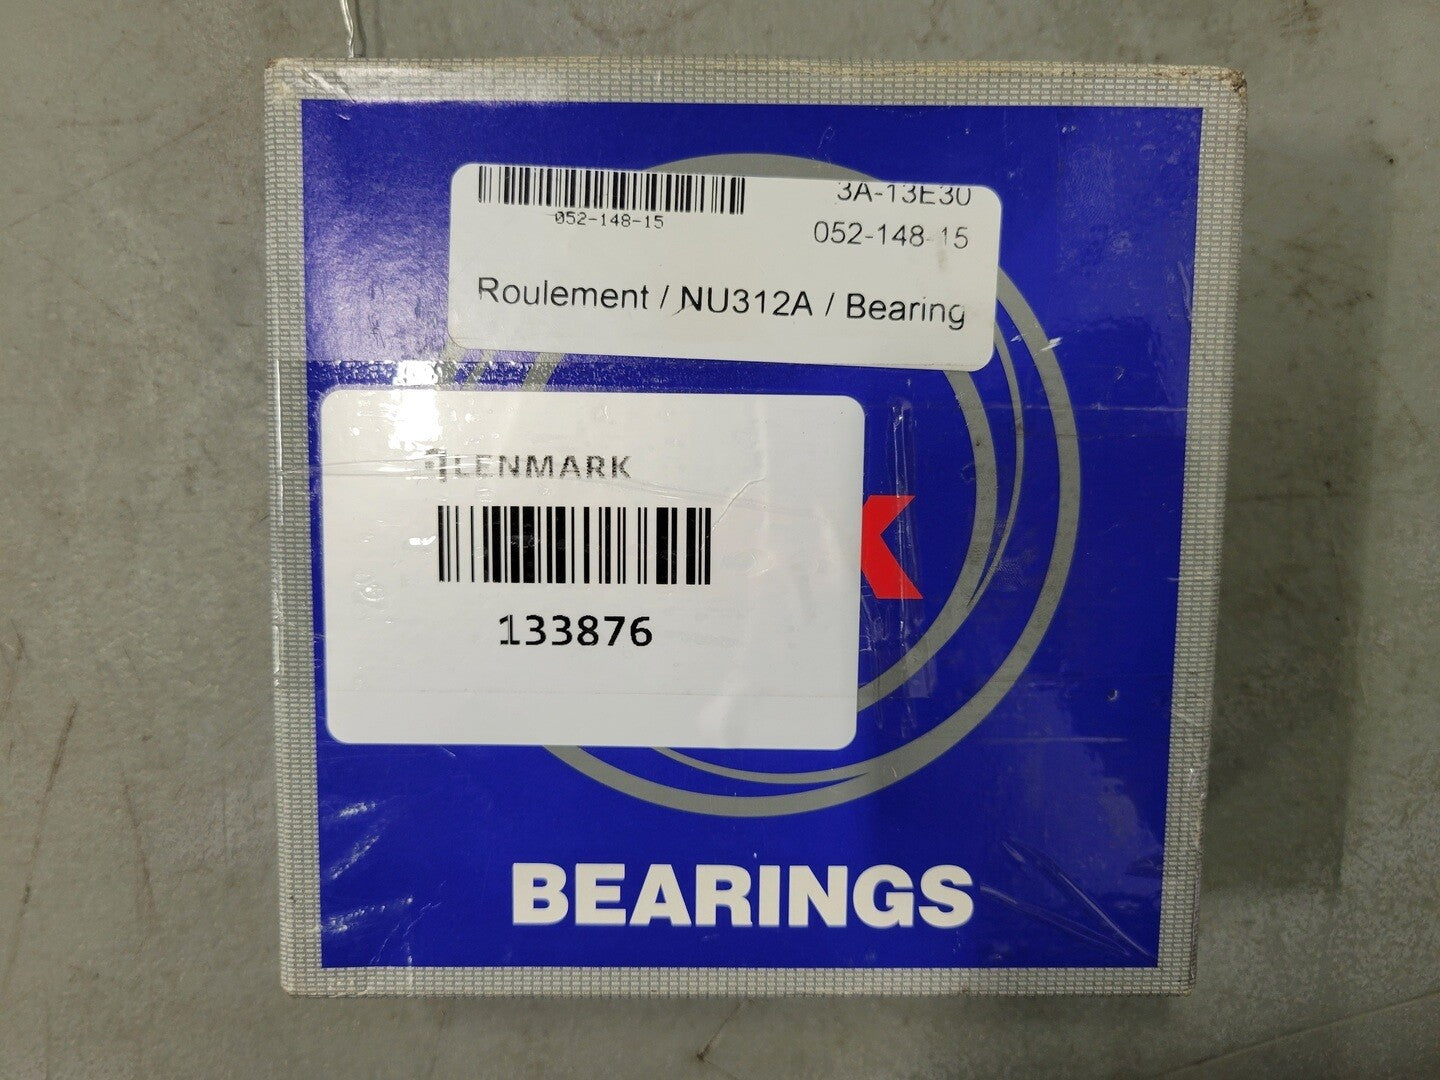 3A-13E30
052-148-15
052-148-15
Roulement / NU312A / Bearing
LENMARK
133876
K
BEARINGS